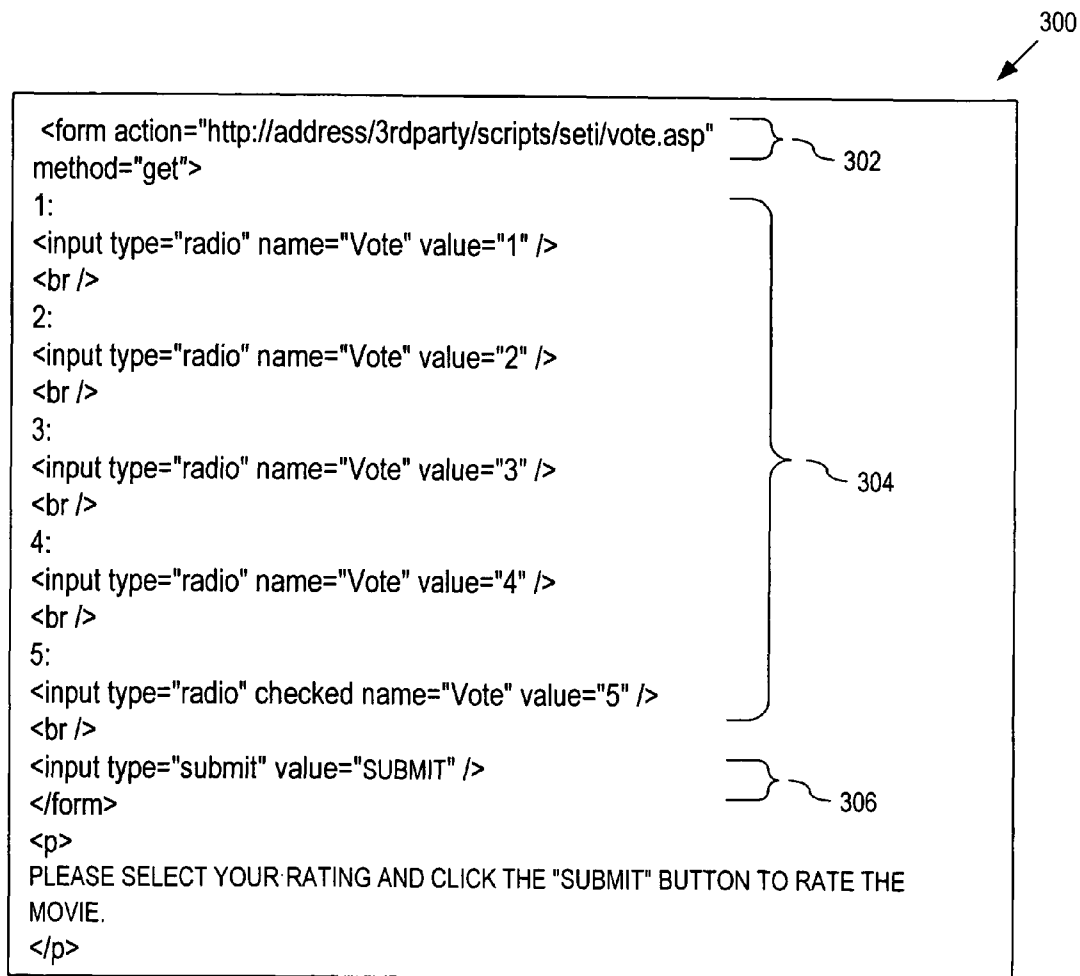 300
<form action="http://address/3rdparty/scripts/seti/vote.asp"
method="get">
302
1:
<input type="radio" name="Vote" value="1" />
<br />
2:
<input type="radio" name="Vote" value="2" />
<br />
3:
<input type="radio" name="Vote" value="3" />
<br />
304
4:
<input type="radio" name="Vote" value="4" />
<br />
5:
<input type="radio" checked name="Vote" value="5" />
<br />
<input type="submit" value="SUBMIT" />
</form>
306
<p>
PLEASE SELECT YOUR RATING AND CLICK THE "SUBMIT" BUTTON TO RATE THE
MOVIE.
</p>